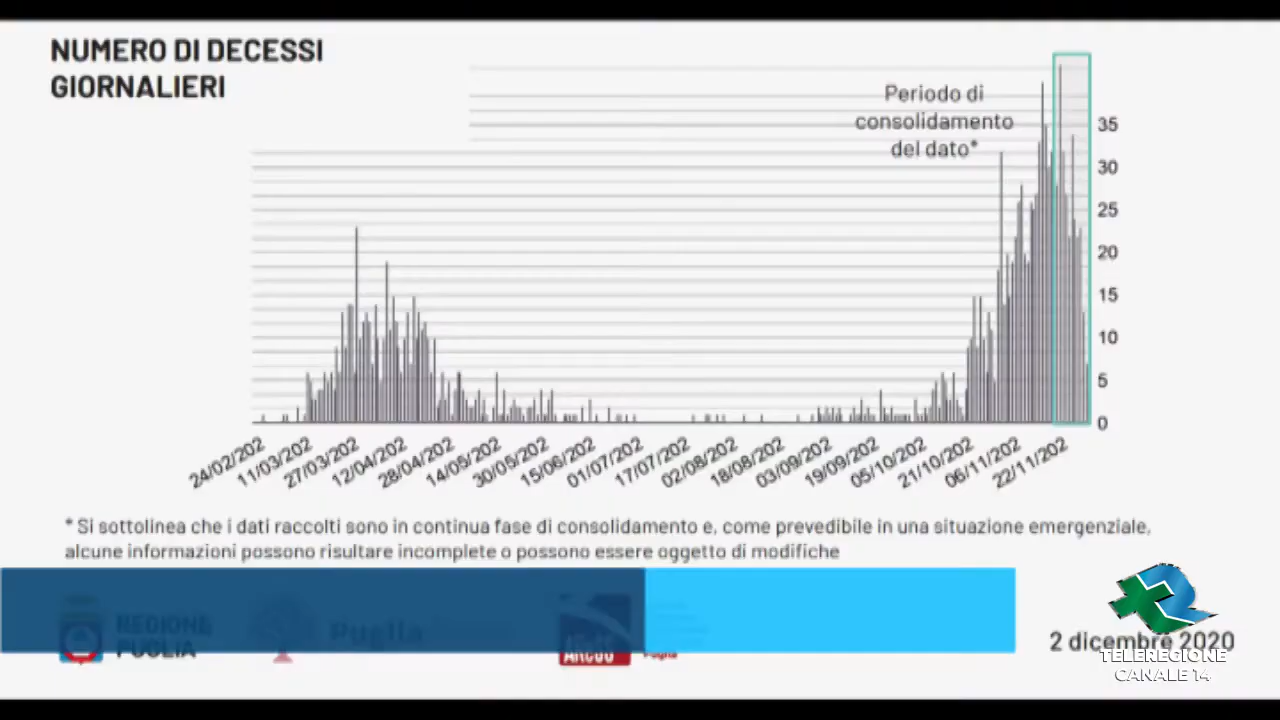 NUMERO DI DECESSI
GIORNALIERI
Periodo di
consolidamento
del dato*
35
30
25
20
15
10
5
0
24/02/202
11/03/202
27/03/202
12/04/202
28/04/202
14/05/202
30/05/202
15/06/202
01/07/202
17/07/202
02/08/202
18/08/202
03/09/202
19/09/202
05/10/202
21/10/202
06/11/202
22/11/202
* Si sottolinea che i dati raccolti sono in continua fase di consolidamento e, come prevedibile in una situazione emergenziale,
alcune informazioni possono risultare incomplete o possono essere oggetto di modifiche
REGIONE
PUGLIA
Puglia
2 dicembre 2020
TELEREGIONE
CANALE 14